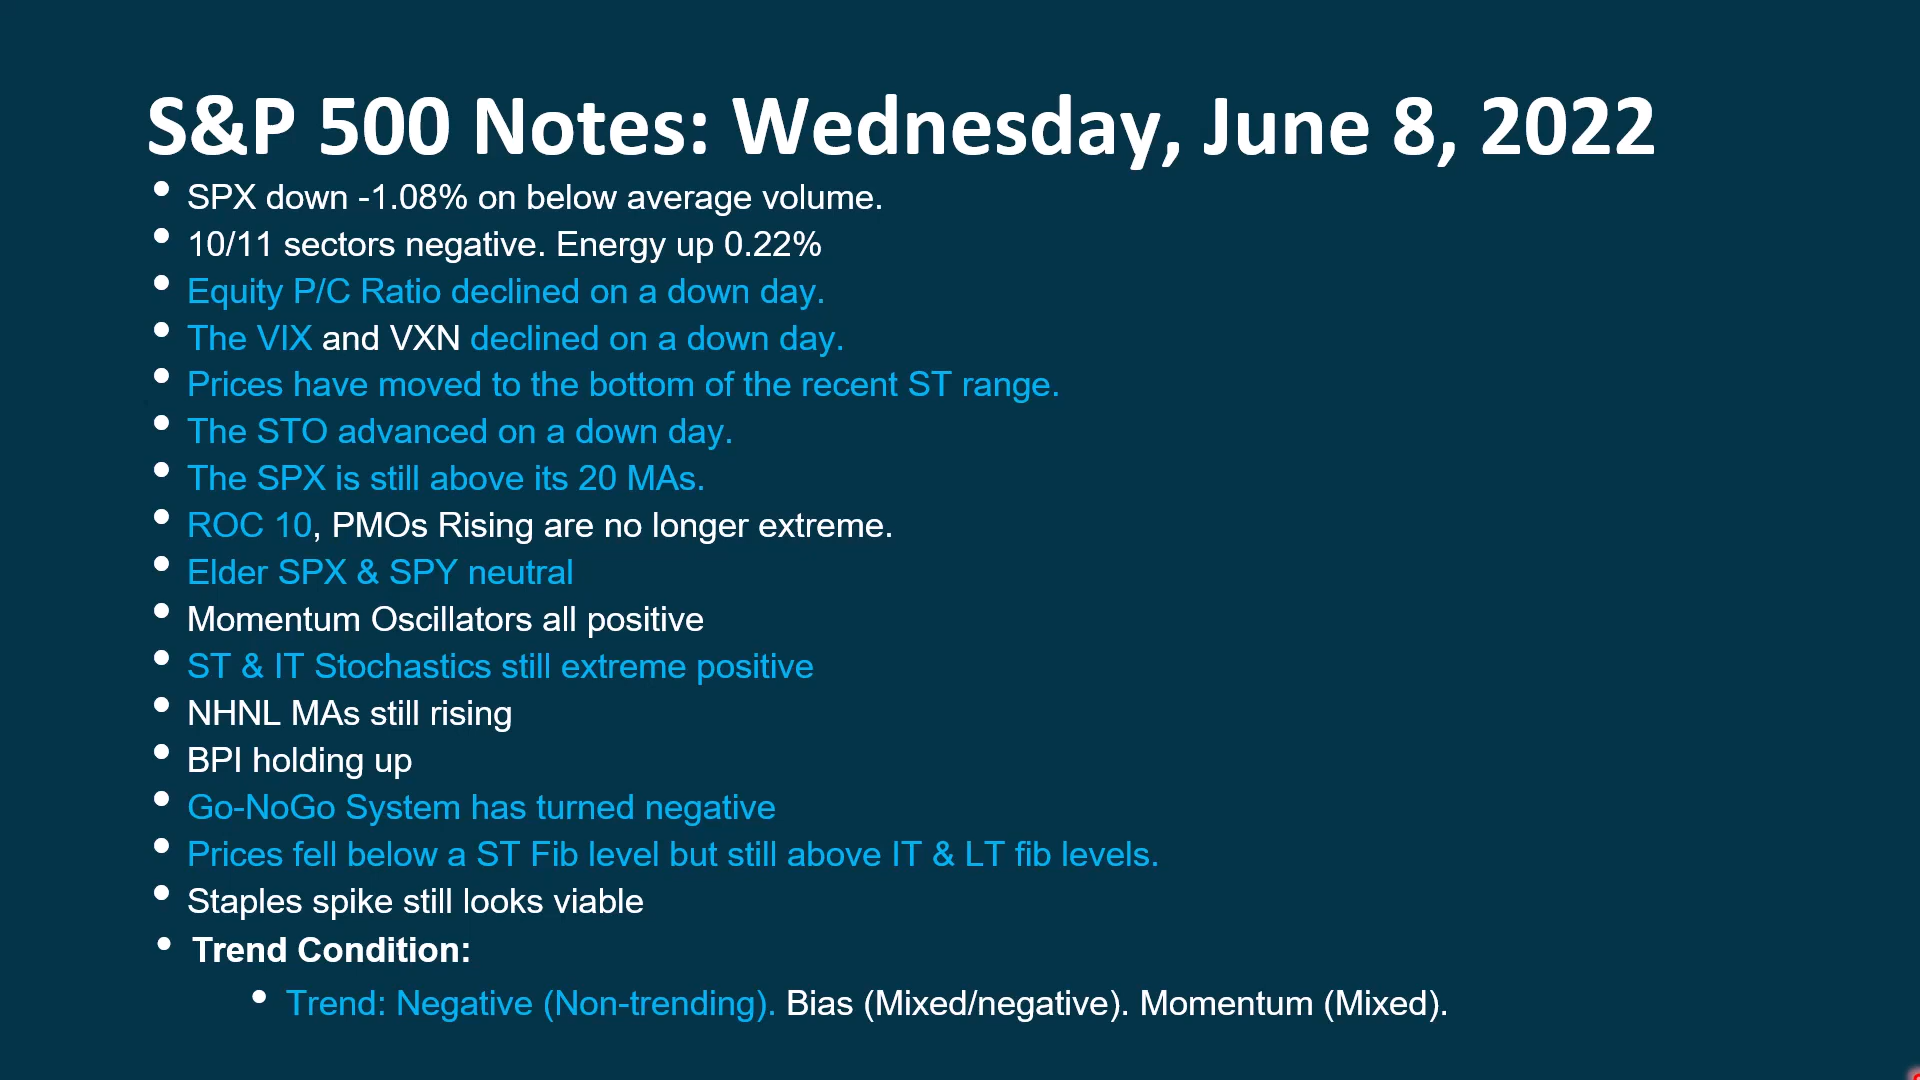 S&P 500 Notes: Wednesday, June 8, 2022
• SPX down -1.08% on below average volume.
• 10/11 sectors negative. Energy up 0.22%
• Equity P/C Ratio declined on a down day.
• The VIX and VXN declined on a down day.
• Prices have moved to the bottom of the recent ST range.
• The STO advanced on a down day.
• The SPX is still above its 20 MAs.
• ROC 10, PMOs Rising are no longer extreme.
• Elder SPX & SPY neutral
• Momentum Oscillators all positive
• ST & IT Stochastics still extreme positive
• NHNL MAs still rising
• BPI holding up
• Go-NoGo System has turned negative
• Prices fell below a ST Fib level but still above IT & LT fib levels.
• Staples spike still looks viable
• Trend Condition:
• Trend: Negative (Non-trending). Bias (Mixed/negative). Momentum (Mixed).